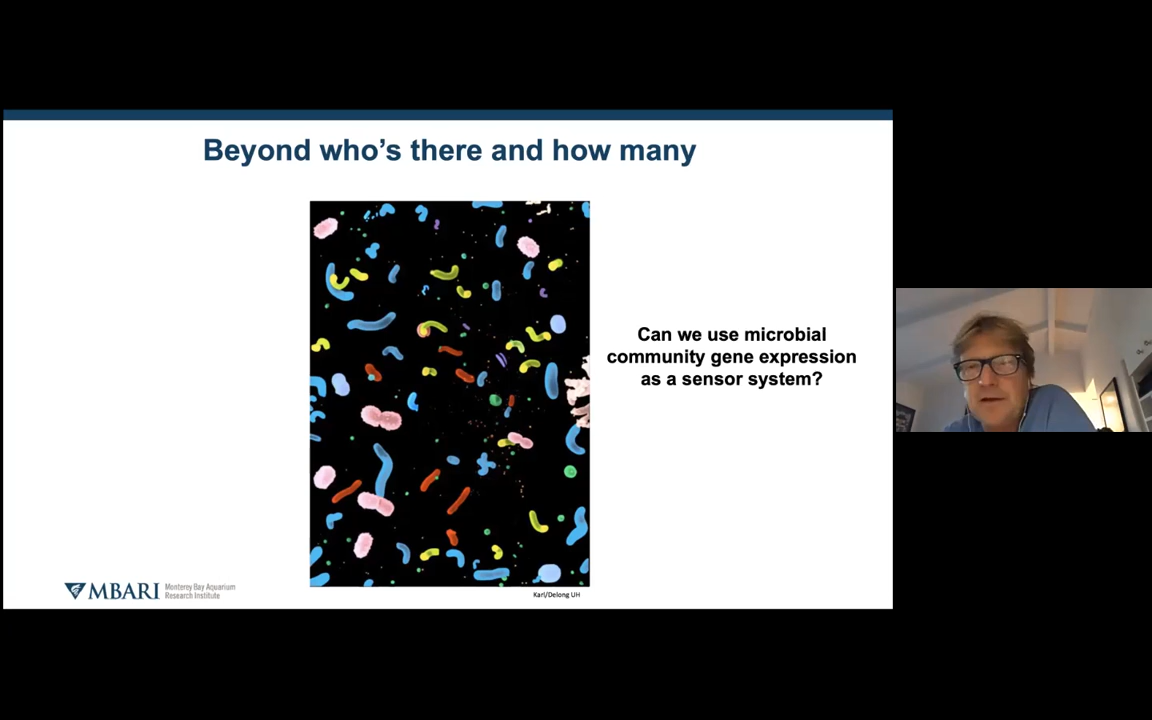 Beyond who's there and how many
Can we use microbial
community gene expression
as a sensor system?
MBARI
Monterey Bay Aquarium
Research Institute
Karl/Delong UH